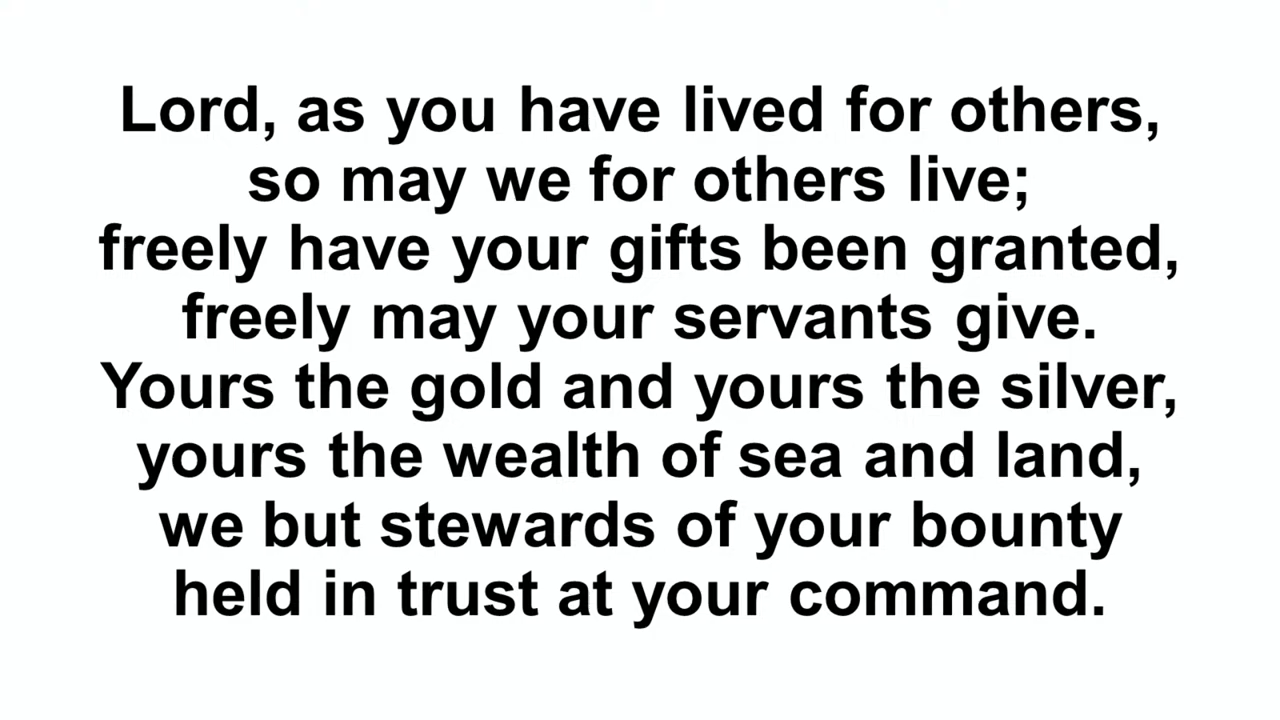 Lord, as you have lived for others,
so may we for others live;
freely have your gifts been granted,
freely may your servants give.
Yours the gold and yours the silver,
yours the wealth of sea and land,
we but stewards of your bounty
held in trust at your command.